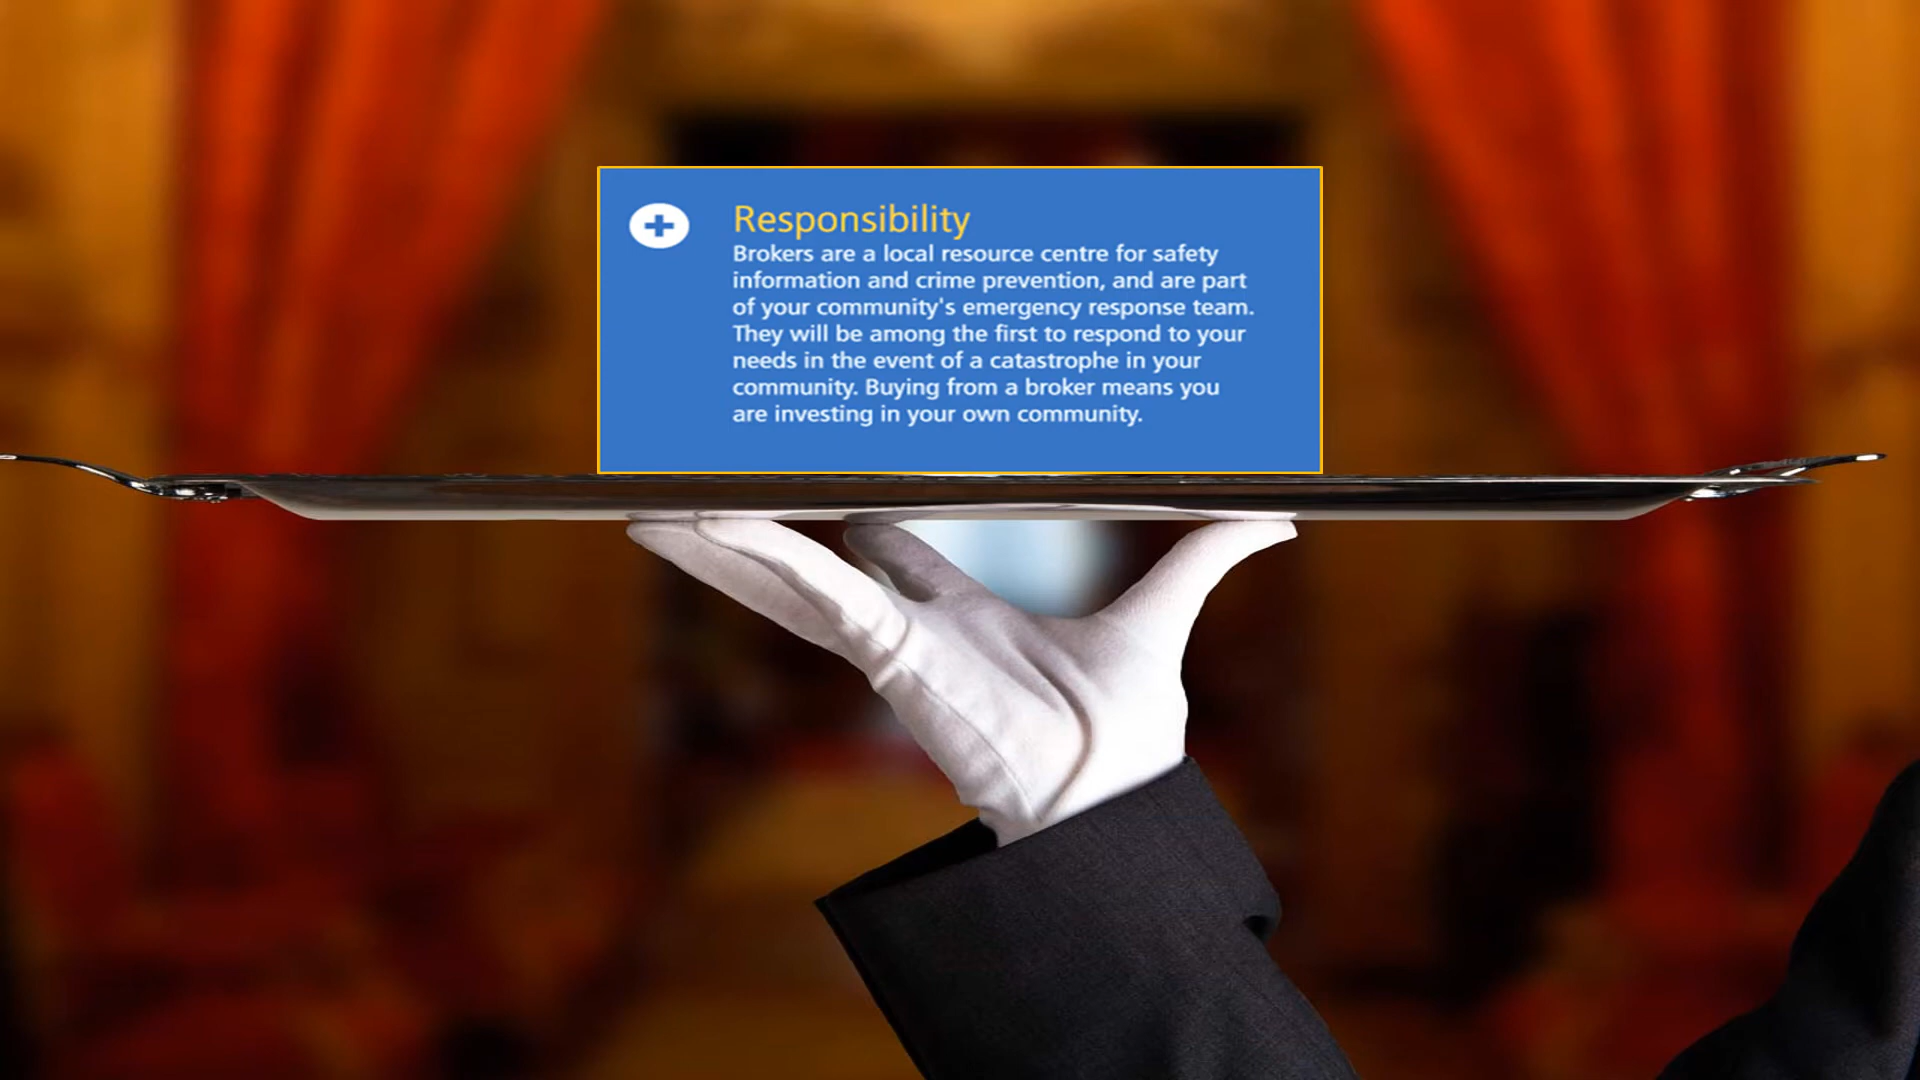 Responsibility
Brokers are a local resource centre for safety
information and crime prevention, and are part
of your community's emergency response team.
They will be among the first to respond to your
needs in the event of a catastrophe in your
community. Buying from a broker means you
are investing in your own community.